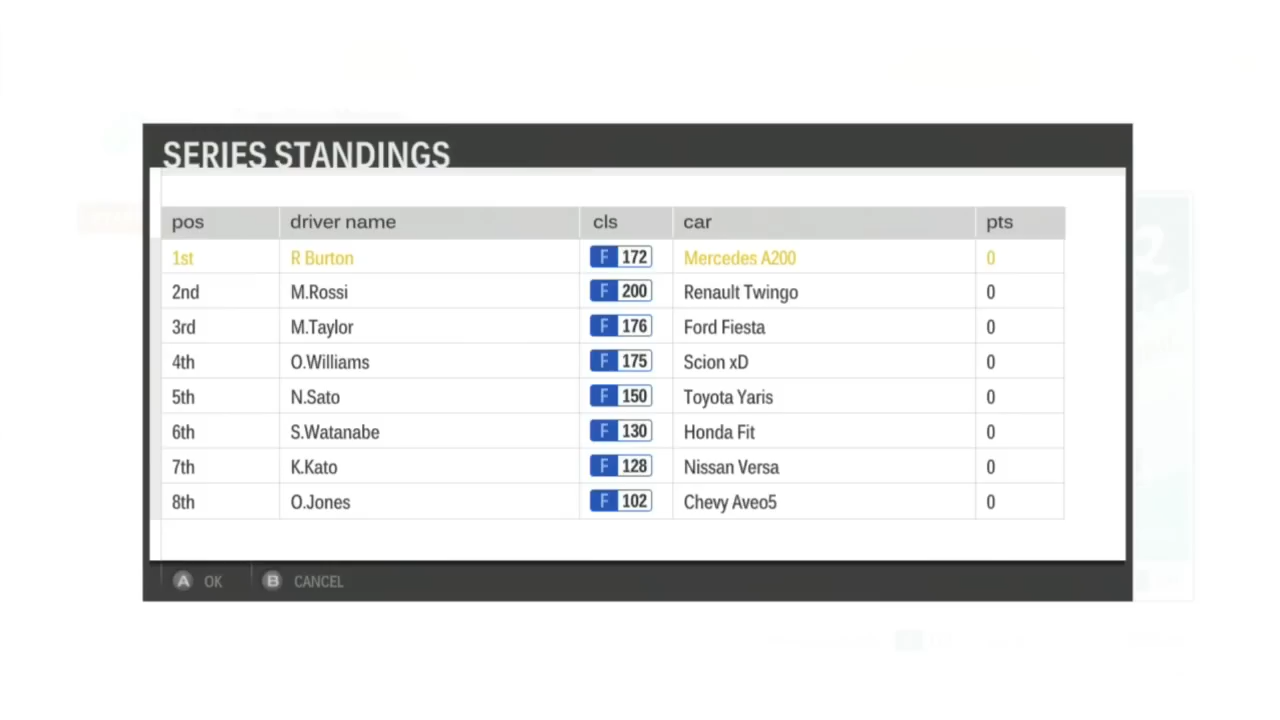 SERIES STANDINGS
pos driver name cls car pts
1st R Burton F 172 Mercedes A200 0
2nd M.Rossi F 200 Renault Twingo 0
3rd M.Taylor F 176 Ford Fiesta 0
4th O.Williams F 175 Scion xD 0
5th N.Sato F 150 Toyota Yaris 0
6th S.Watanabe F 130 Honda Fit 0
7th K.Kato F 128 Nissan Versa 0
8th O.Jones F 102 Chevy Aveo5 0
A OK B CANCEL